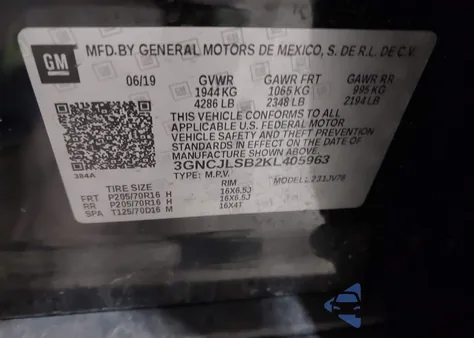 GM
MFD. BY GENERAL MOTORS DE MEXICO, S. DE R.L. DE C.V.
06/19 GVWR GAWR FRT GAWR RR
1944 KG 1065 KG 995 KG
4286 LB 2348 LB 2194 LB
THIS VEHICLE CONFORMS TO ALL
APPLICABLE U.S. FEDERAL MOTOR
VEHICLE SAFETY AND THEFT PREVENTION
STANDARDS IN EFFECT ON THE DATE OF
MANUFACTURE SHOWN ABOVE.
3GNCJLSB2KL405963
384A
TYPE: M.P.V. MODEL: 231JV76
TIRE SIZE RIM
FRT P205/70R16 H 16X6.5J
RR P205/70R16 H 16X6.5J
SPA T125/70D16 M 16X4T